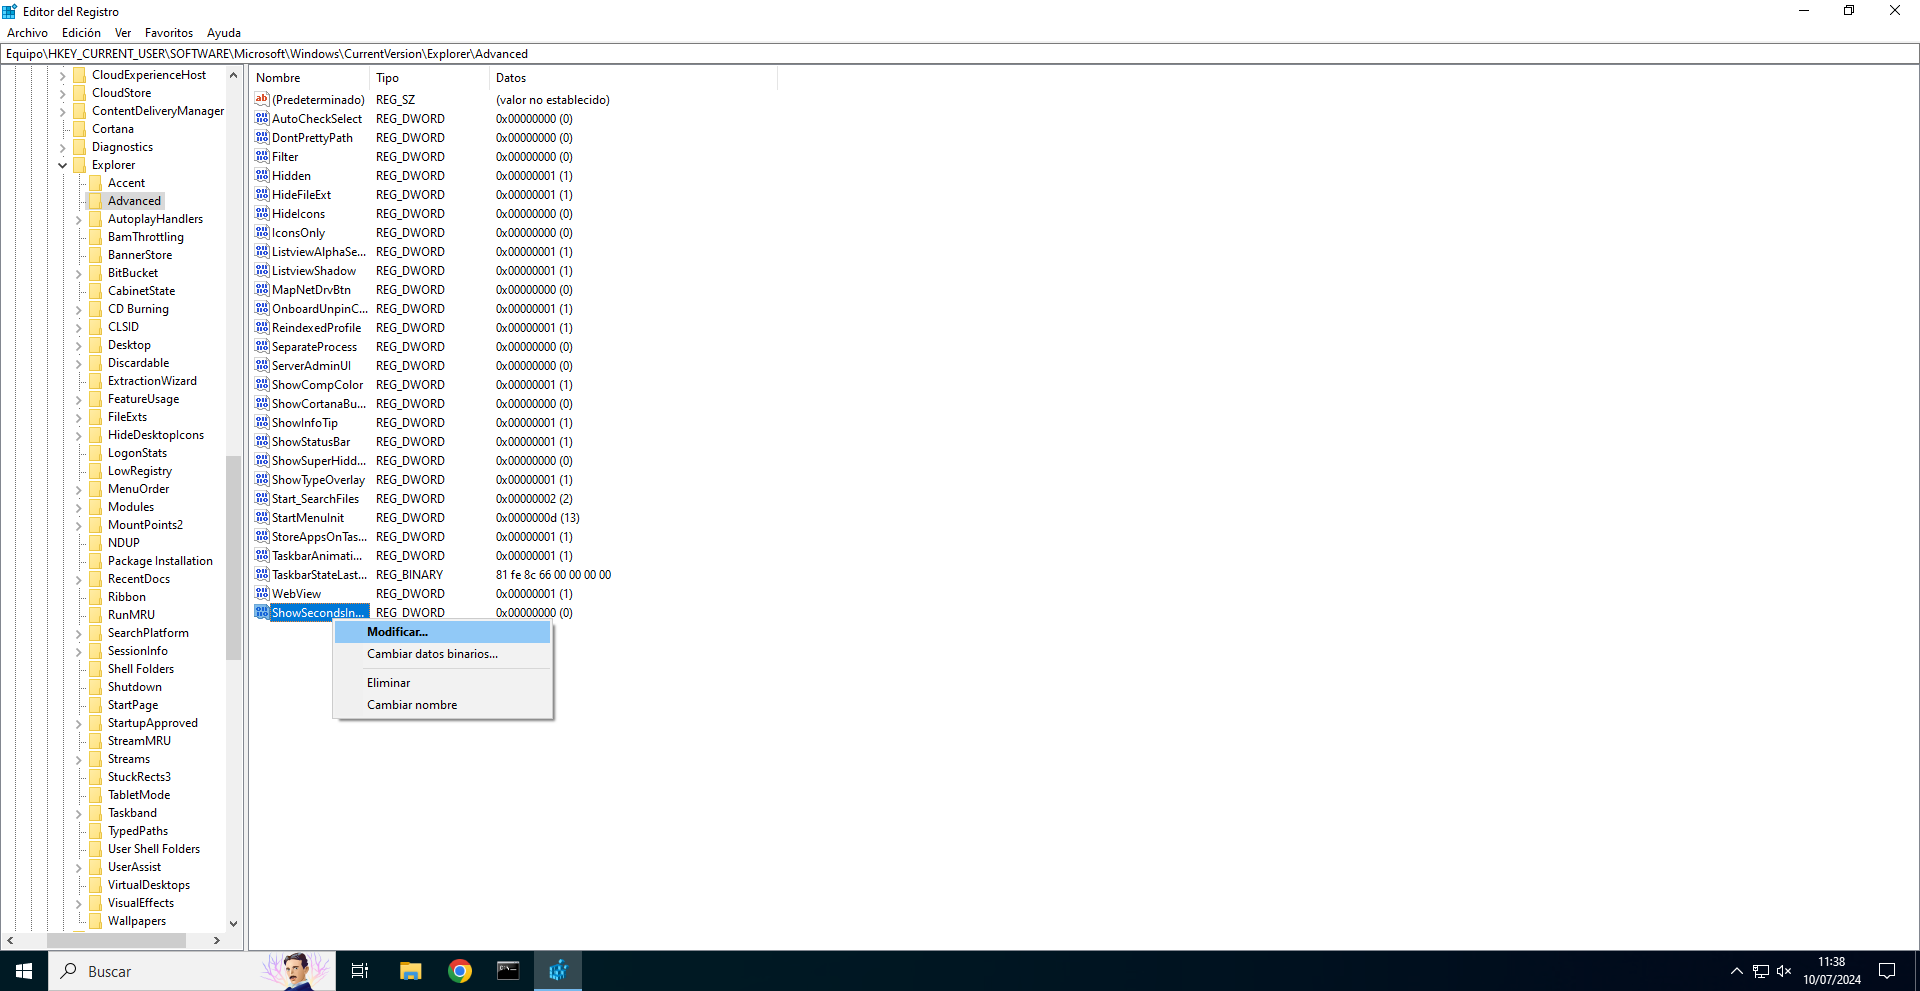 Editor del Registro
Archivo Edición Ver Favoritos Ayuda
Equipo\HKEY_CURRENT_USER\SOFTWARE\Microsoft\Windows\CurrentVersion\Explorer\Advanced
CloudExperienceHost
CloudStore
ContentDeliveryManager
Cortana
Diagnostics
Explorer
Accent
Advanced
AutoplayHandlers
BamThrottling
BannerStore
BitBucket
CabinetState
CD Burning
CLSID
Desktop
Discardable
ExtractionWizard
FeatureUsage
FileExts
HideDesktopIcons
LogonStats
LowRegistry
MenuOrder
Modules
MountPoints2
NDUP
Package Installation
RecentDocs
Ribbon
RunMRU
SearchPlatform
SessionInfo
Shell Folders
Shutdown
StartPage
StartupApproved
StreamMRU
Streams
StuckRects3
TabletMode
Taskband
TypedPaths
User Shell Folders
UserAssist
VirtualDesktops
VisualEffects
Wallpapers
Nombre Tipo Datos
(Predeterminado) REG_SZ (valor no establecido)
AutoCheckSelect REG_DWORD 0x00000000 (0)
DontPrettyPath REG_DWORD 0x00000000 (0)
Filter REG_DWORD 0x00000000 (0)
Hidden REG_DWORD 0x00000001 (1)
HideFileExt REG_DWORD 0x00000001 (1)
HideIcons REG_DWORD 0x00000000 (0)
IconsOnly REG_DWORD 0x00000000 (0)
ListviewAlphaSe... REG_DWORD 0x00000001 (1)
ListviewShadow REG_DWORD 0x00000001 (1)
MapNetDrvBtn REG_DWORD 0x00000000 (0)
OnboardUnpinC... REG_DWORD 0x00000001 (1)
ReindexedProfile REG_DWORD 0x00000001 (1)
SeparateProcess REG_DWORD 0x00000000 (0)
ServerAdminUI REG_DWORD 0x00000000 (0)
ShowCompColor REG_DWORD 0x00000001 (1)
ShowCortanaBu... REG_DWORD 0x00000000 (0)
ShowInfoTip REG_DWORD 0x00000001 (1)
ShowStatusBar REG_DWORD 0x00000001 (1)
ShowSuperHidd... REG_DWORD 0x00000000 (0)
ShowTypeOverlay REG_DWORD 0x00000001 (1)
Start_SearchFiles REG_DWORD 0x00000002 (2)
StartMenuInit REG_DWORD 0x0000000d (13)
StoreAppsOnTas... REG_DWORD 0x00000001 (1)
TaskbarAnimati... REG_DWORD 0x00000001 (1)
TaskbarStateLast... REG_BINARY 81 fe 8c 66 00 00 00 00
WebView REG_DWORD 0x00000001 (1)
ShowSecondsIn... REG_DWORD 0x00000000 (0)
Modificar...
Cambiar datos binarios...
Eliminar
Cambiar nombre
Buscar
11:38
10/07/2024